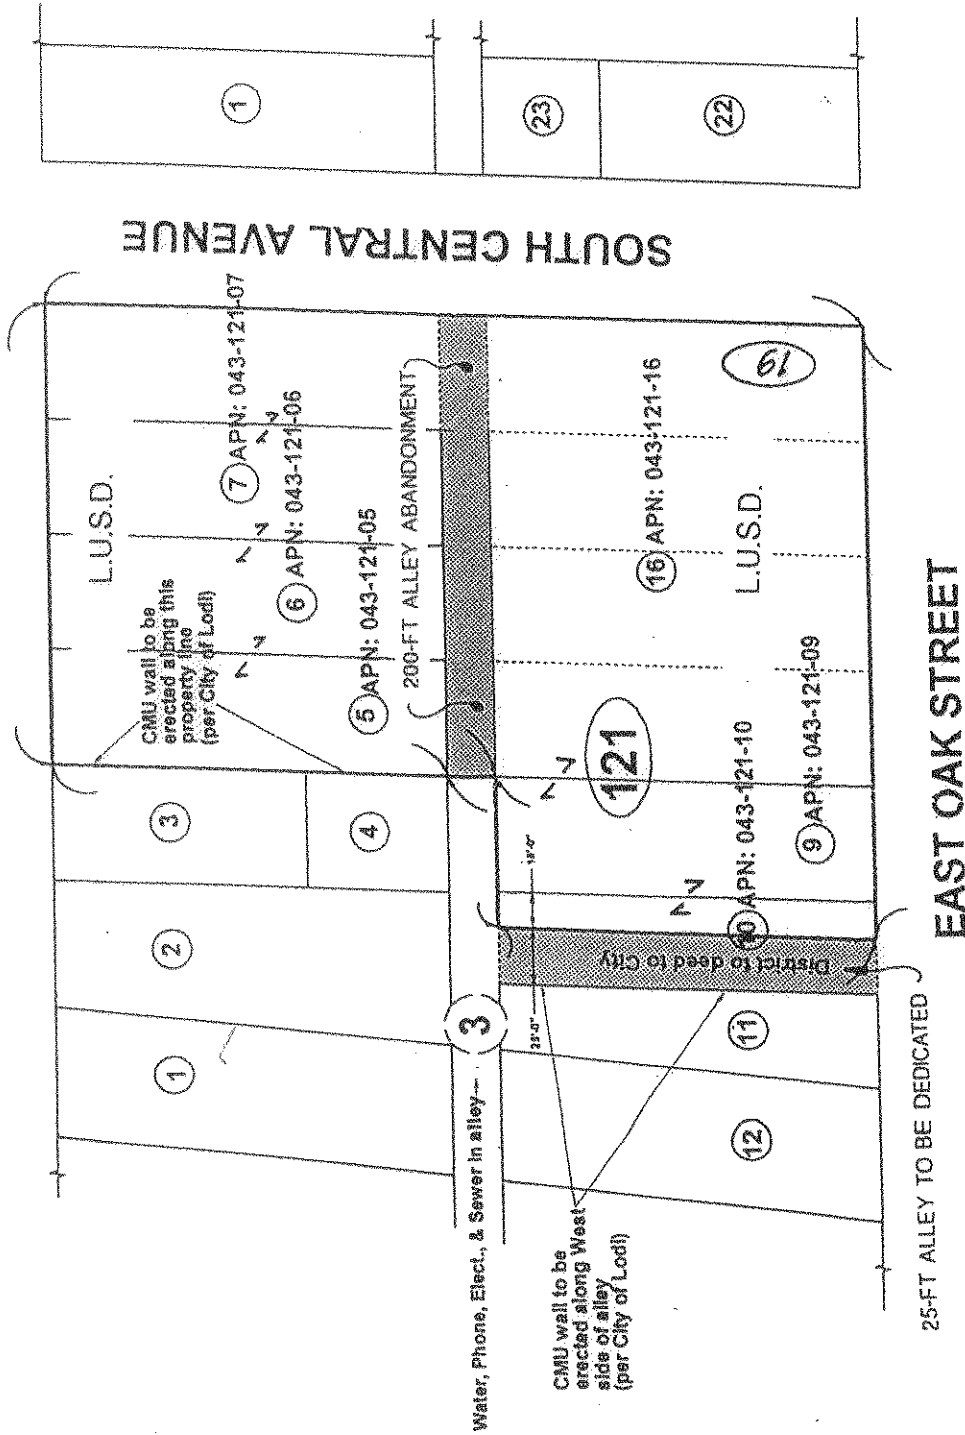 1
23
22
SOUTH CENTRAL AVENUE
L.U.S.D.
CMU wall to be
erected along this
property line
(per City of Lodi)
7 APN: 043-121-07
6 APN: 043-121-06
5 APN: 043-121-05
200-FT ALLEY ABANDONMENT
3
4
2
1
19
16 APN: 043-121-16
L.U.S.D.
121
10 APN: 043-121-10
9 APN: 043-121-09
25'-0"
18'-0"
District to deed to City
3
11
12
Water, Phone, Elect., & Sewer in alley
CMU wall to be
erected along West
side of alley
(per City of Lodi)
25-FT ALLEY TO BE DEDICATED
EAST OAK STREET